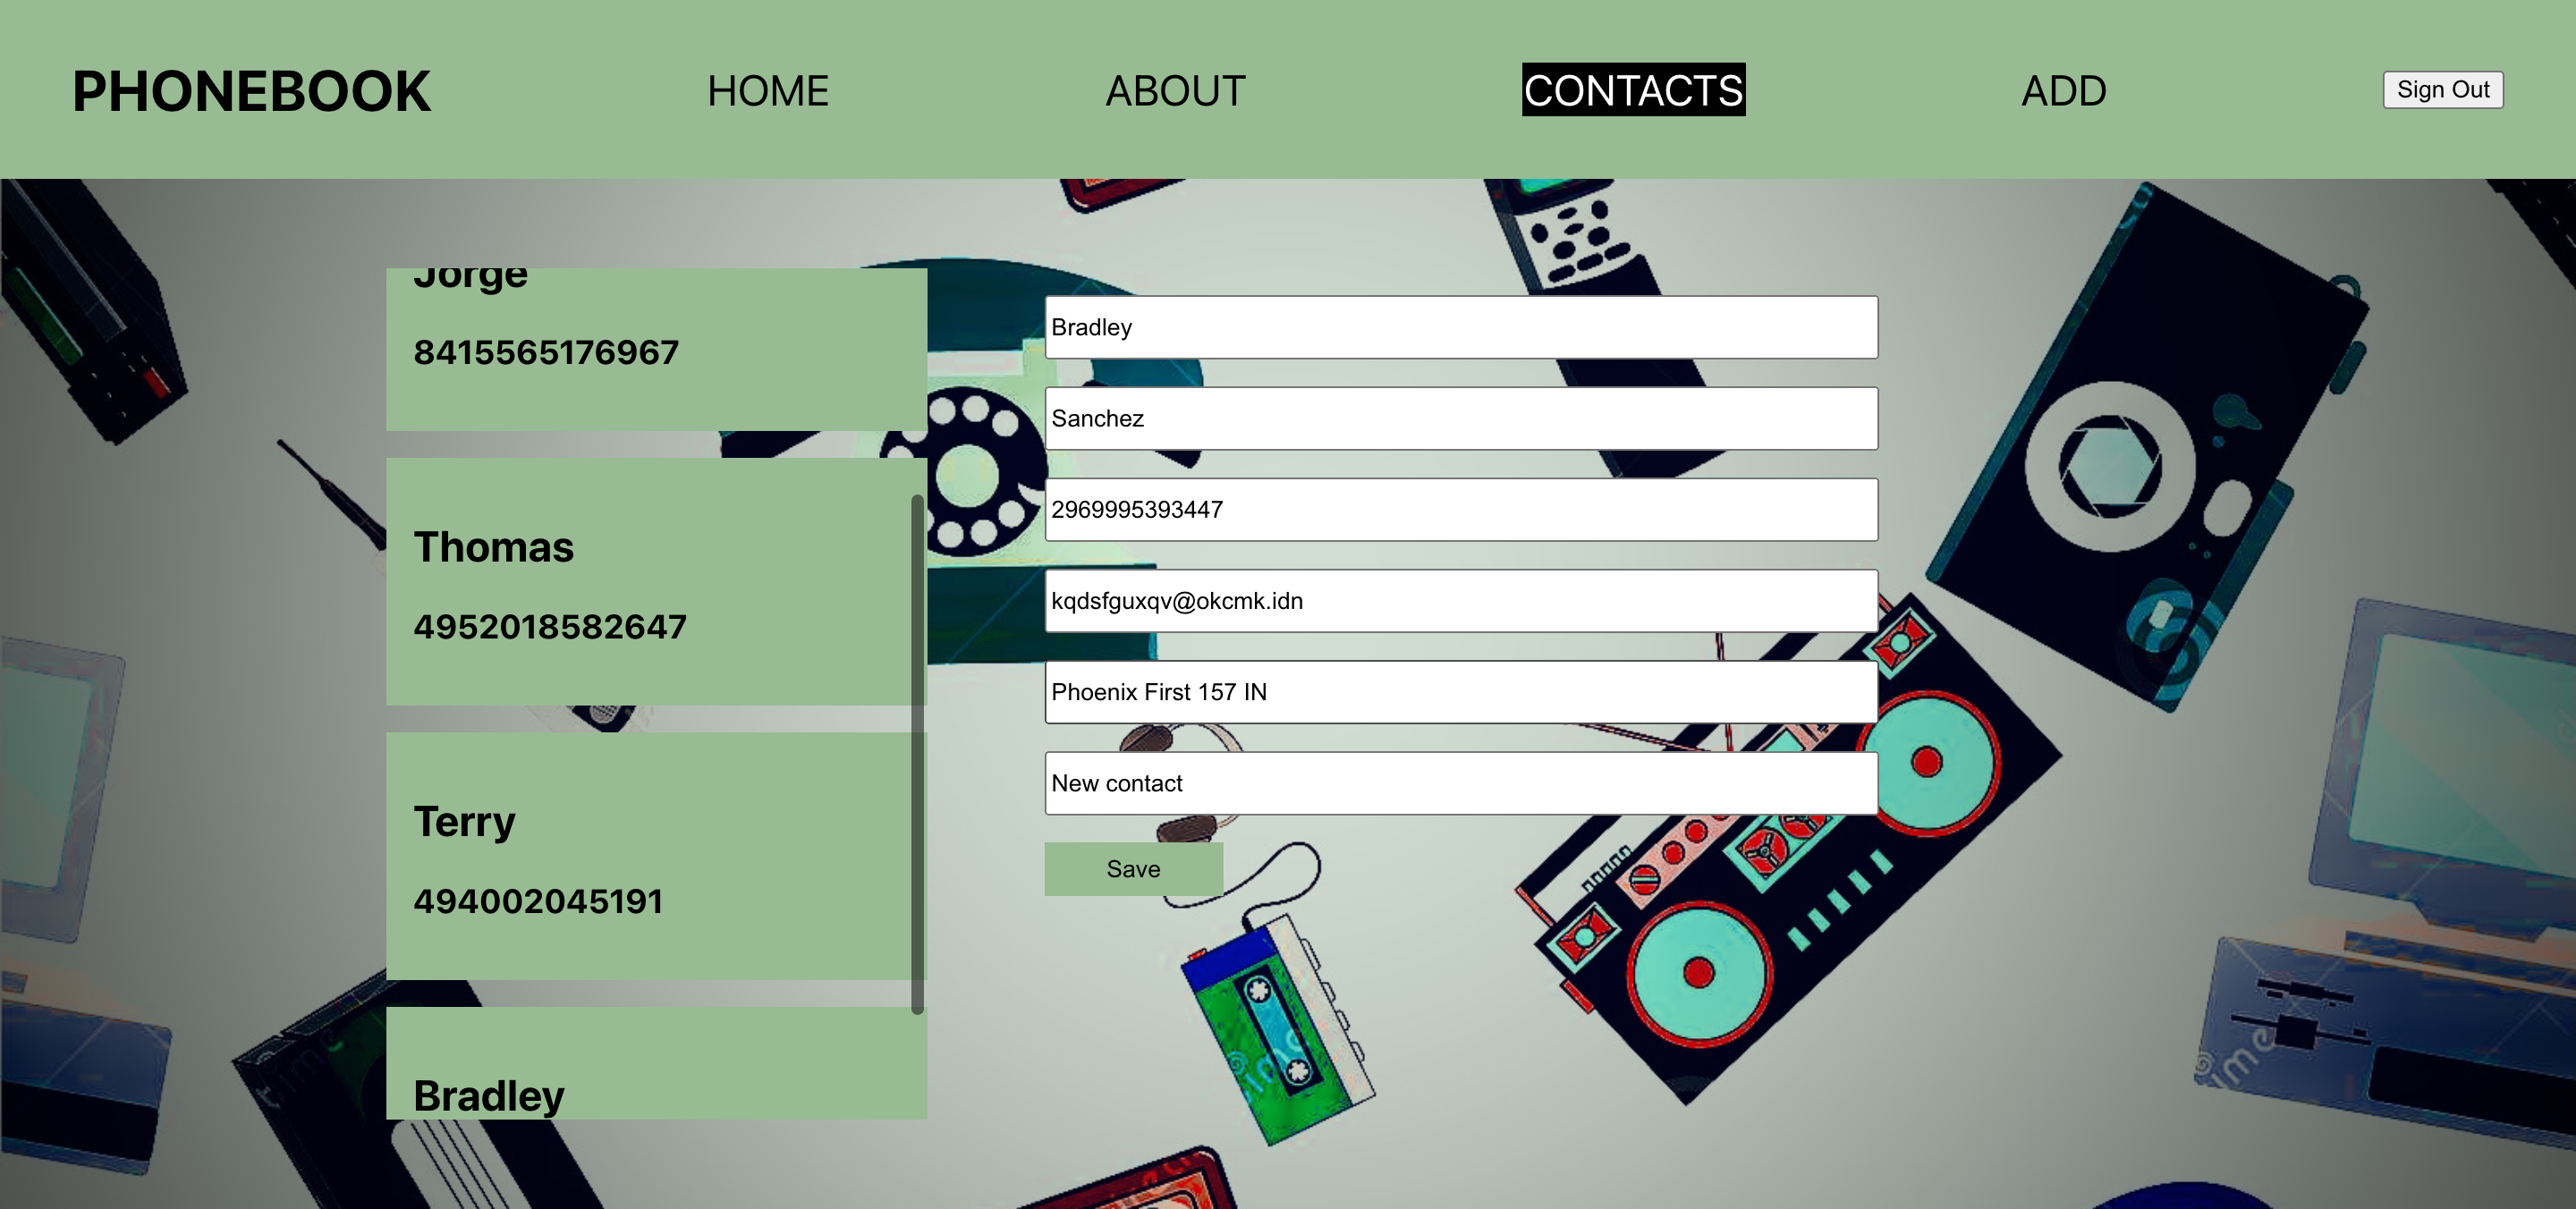 PHONEBOOK
HOME
ABOUT
CONTACTS
ADD
Sign Out
Jorge
8415565176967
Thomas
4952018582647
Terry
494002045191
Bradley
Bradley
Sanchez
2969995393447
kqdsfguxqv@okcmk.idn
Phoenix First 157 IN
New contact
Save